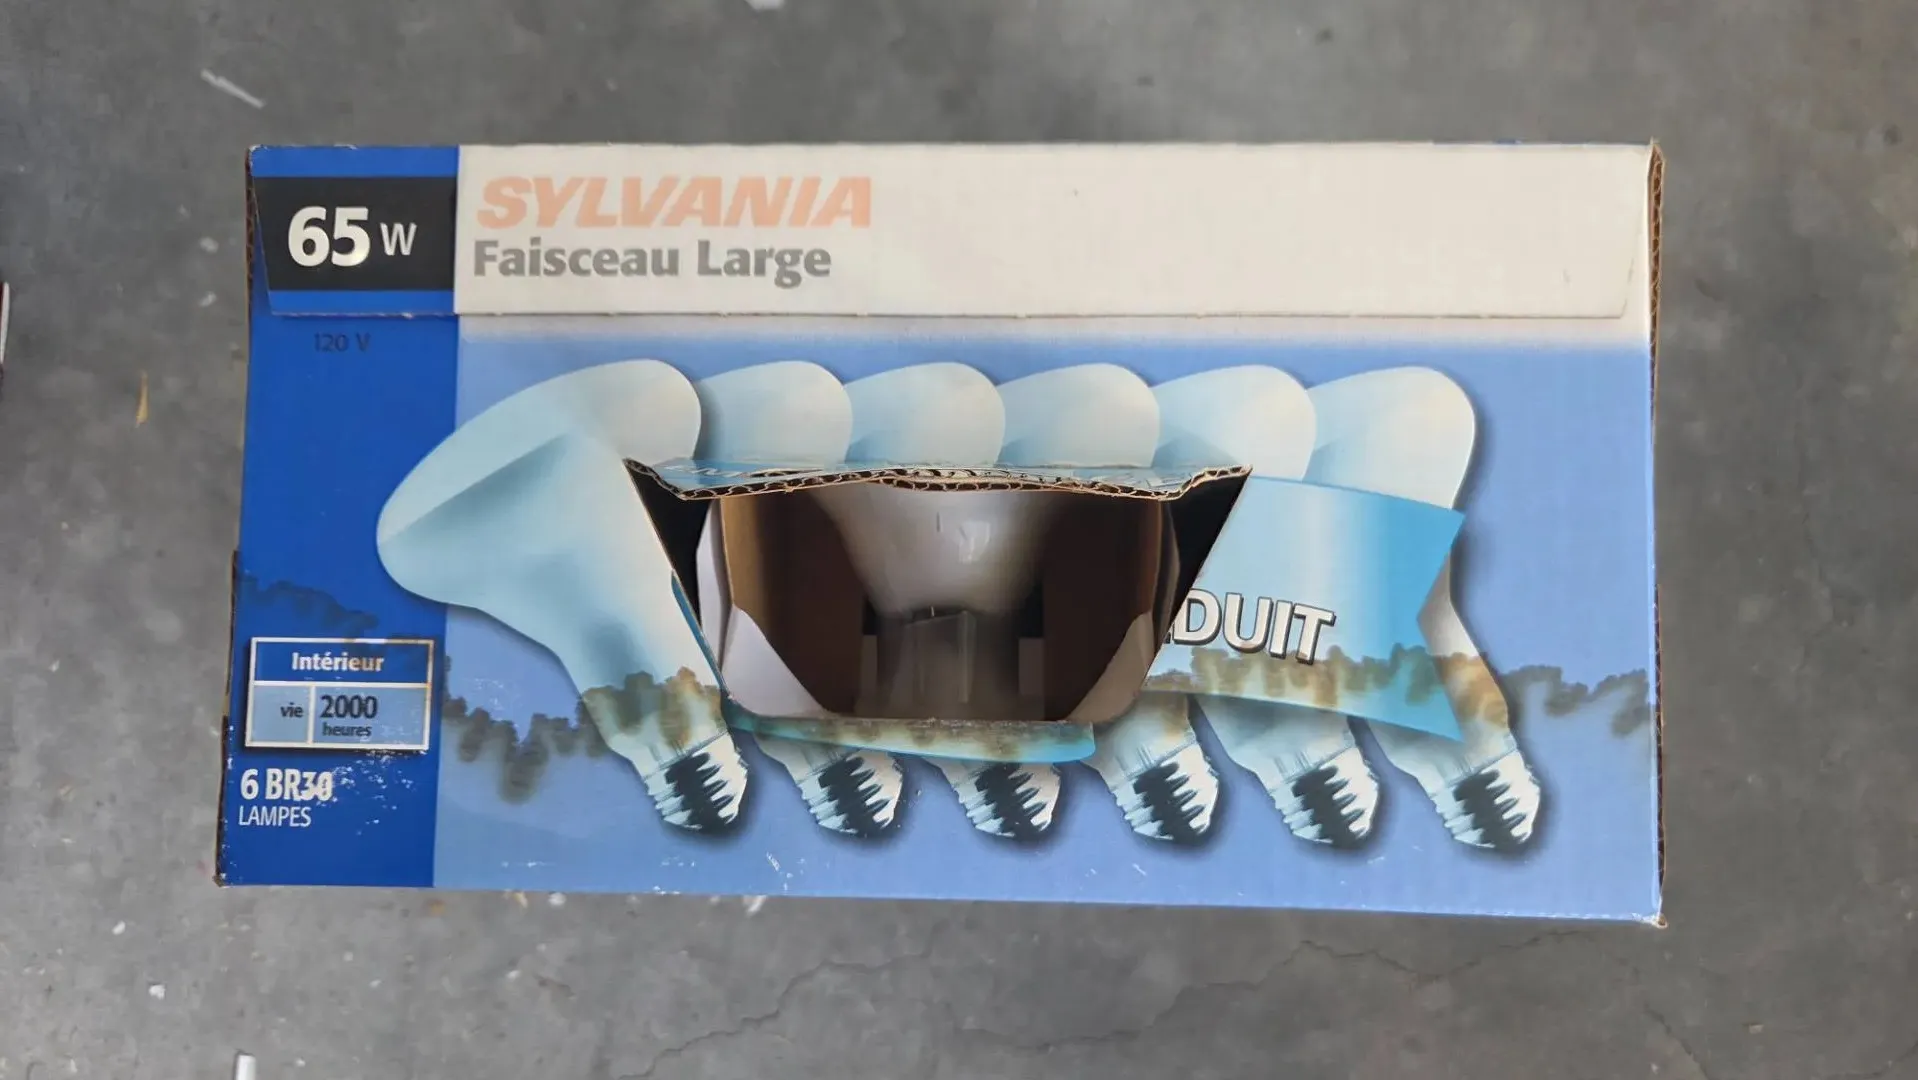 65 W
SYLVANIA
Faisceau Large
120 V
DUIT
Intérieur
vie 2000
heures
6 BR30
LAMPES